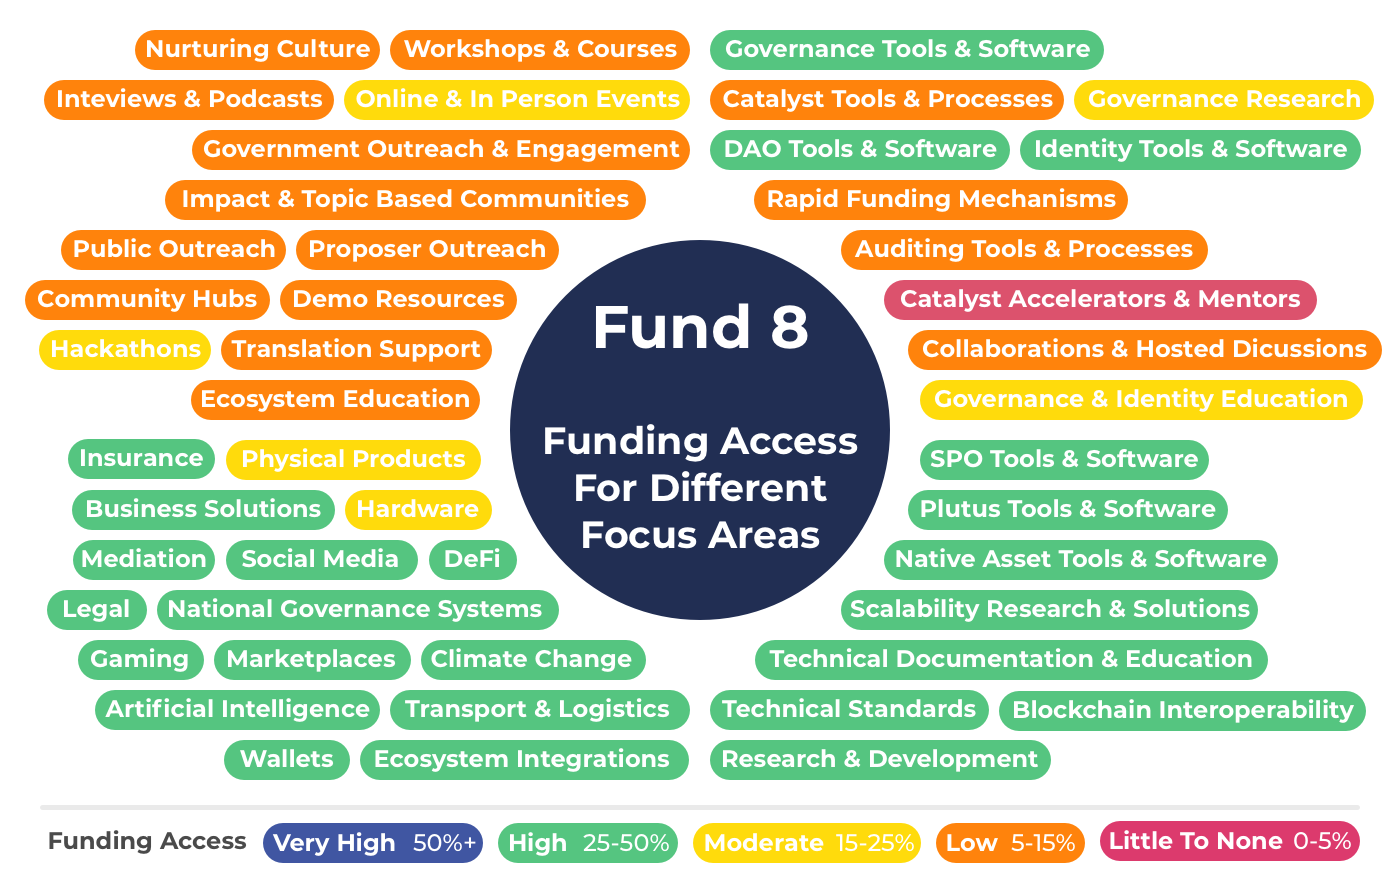 Nurturing Culture
Workshops & Courses
Governance Tools & Software
Inteviews & Podcasts
Online & In Person Events
Catalyst Tools & Processes
Governance Research
Government Outreach & Engagement
DAO Tools & Software
Identity Tools & Software
Impact & Topic Based Communities
Rapid Funding Mechanisms
Public Outreach
Proposer Outreach
Auditing Tools & Processes
Community Hubs
Demo Resources
Catalyst Accelerators & Mentors
Hackathons
Translation Support
Collaborations & Hosted Dicussions
Ecosystem Education
Governance & Identity Education
Fund 8
Funding Access
For Different
Focus Areas
Insurance
Physical Products
SPO Tools & Software
Business Solutions
Hardware
Plutus Tools & Software
Mediation
Social Media
DeFi
Native Asset Tools & Software
Legal
National Governance Systems
Scalability Research & Solutions
Gaming
Marketplaces
Climate Change
Technical Documentation & Education
Artificial Intelligence
Transport & Logistics
Technical Standards
Blockchain Interoperability
Wallets
Ecosystem Integrations
Research & Development
Funding Access
Very High 50%+
High 25-50%
Moderate 15-25%
Low 5-15%
Little To None 0-5%